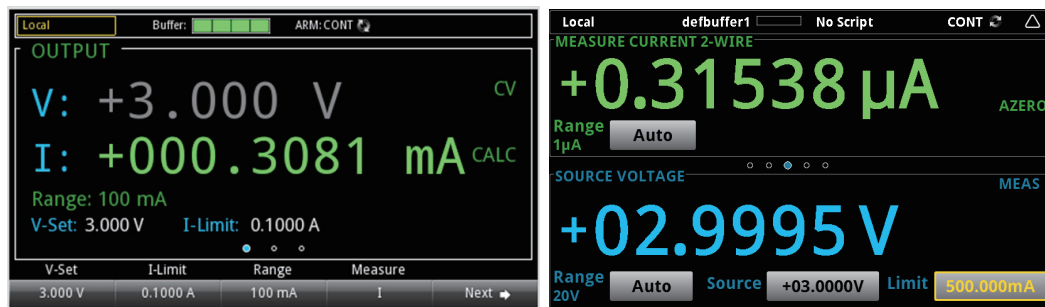 Local Buffer: ARM: CONT
OUTPUT
V: +3.000 V CV
I: +000.3081 mA CALC
Range: 100 mA
V-Set: 3.000 V I-Limit: 0.1000 A
V-Set I-Limit Range Measure
3.000 V 0.1000 A 100 mA I Next
Local defbuffer1 No Script CONT
MEASURE CURRENT 2-WIRE
+0.31538 µA
AZERO
Range Auto
1µA
SOURCE VOLTAGE
MEAS
+02.9995 V
Range Auto Source +03.0000V Limit 500.000mA
20V